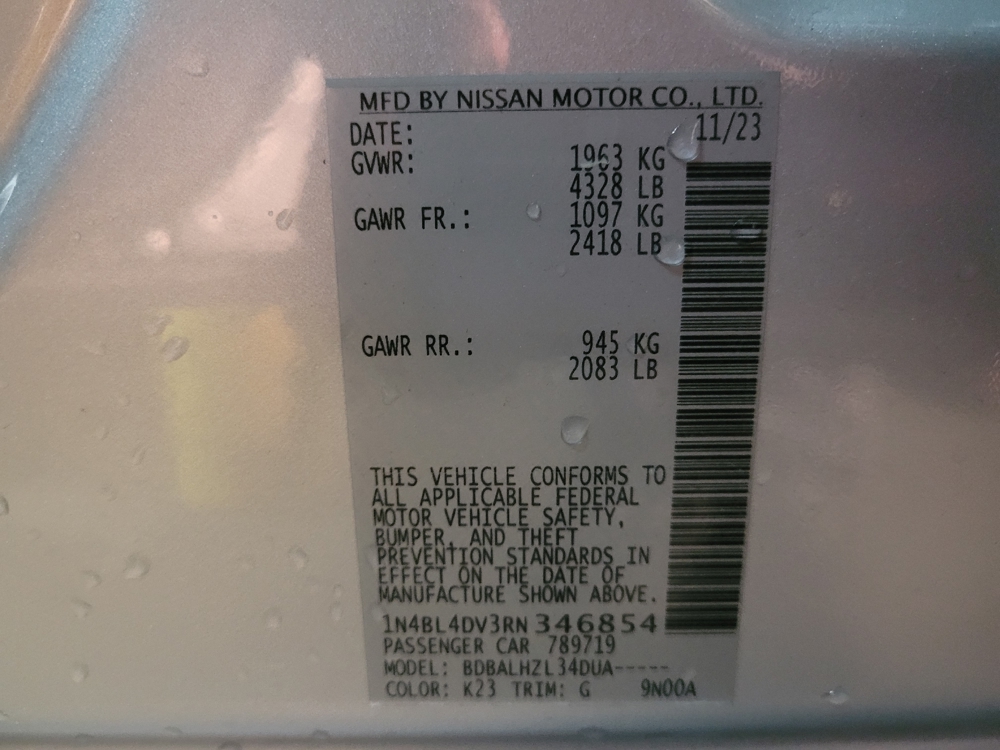 MFD BY NISSAN MOTOR CO., LTD.
DATE: 11/23
GVWR: 1963 KG
4328 LB
GAWR FR.: 1097 KG
2418 LB
GAWR RR.: 945 KG
2083 LB
THIS VEHICLE CONFORMS TO
ALL APPLICABLE FEDERAL
MOTOR VEHICLE SAFETY,
BUMPER, AND THEFT
PREVENTION STANDARDS IN
EFFECT ON THE DATE OF
MANUFACTURE SHOWN ABOVE.
1N4BL4DV3RN346854
PASSENGER CAR 789719
MODEL: BDBALHZL34DUA-----
COLOR: K23 TRIM: G 9N00A